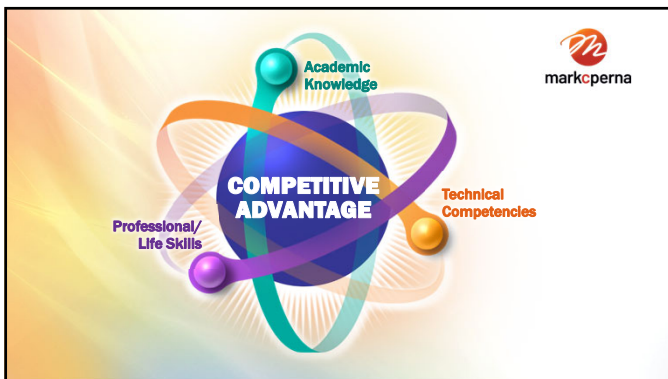 Academic
Knowledge
markcperna
COMPETITIVE
ADVANTAGE
Technical
Competencies
Professional/
Life Skills